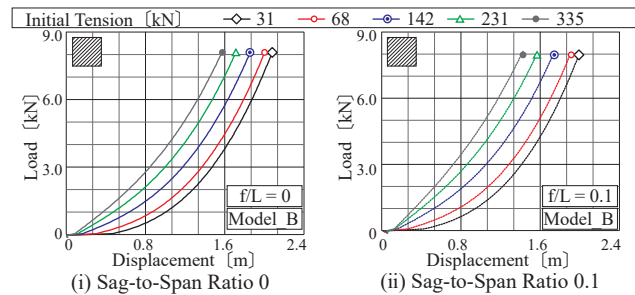 Initial Tension〔kN〕 31 68 142 231 335
9.0
6.0
3.0
0
Load〔kN〕
f/L = 0
Model_B
0 0.8 1.6 2.4
Displacement〔m〕
(i) Sag-to-Span Ratio 0
9.0
6.0
3.0
0
Load〔kN〕
f/L = 0.1
Model_B
0 0.8 1.6 2.4
Displacement〔m〕
(ii) Sag-to-Span Ratio 0.1